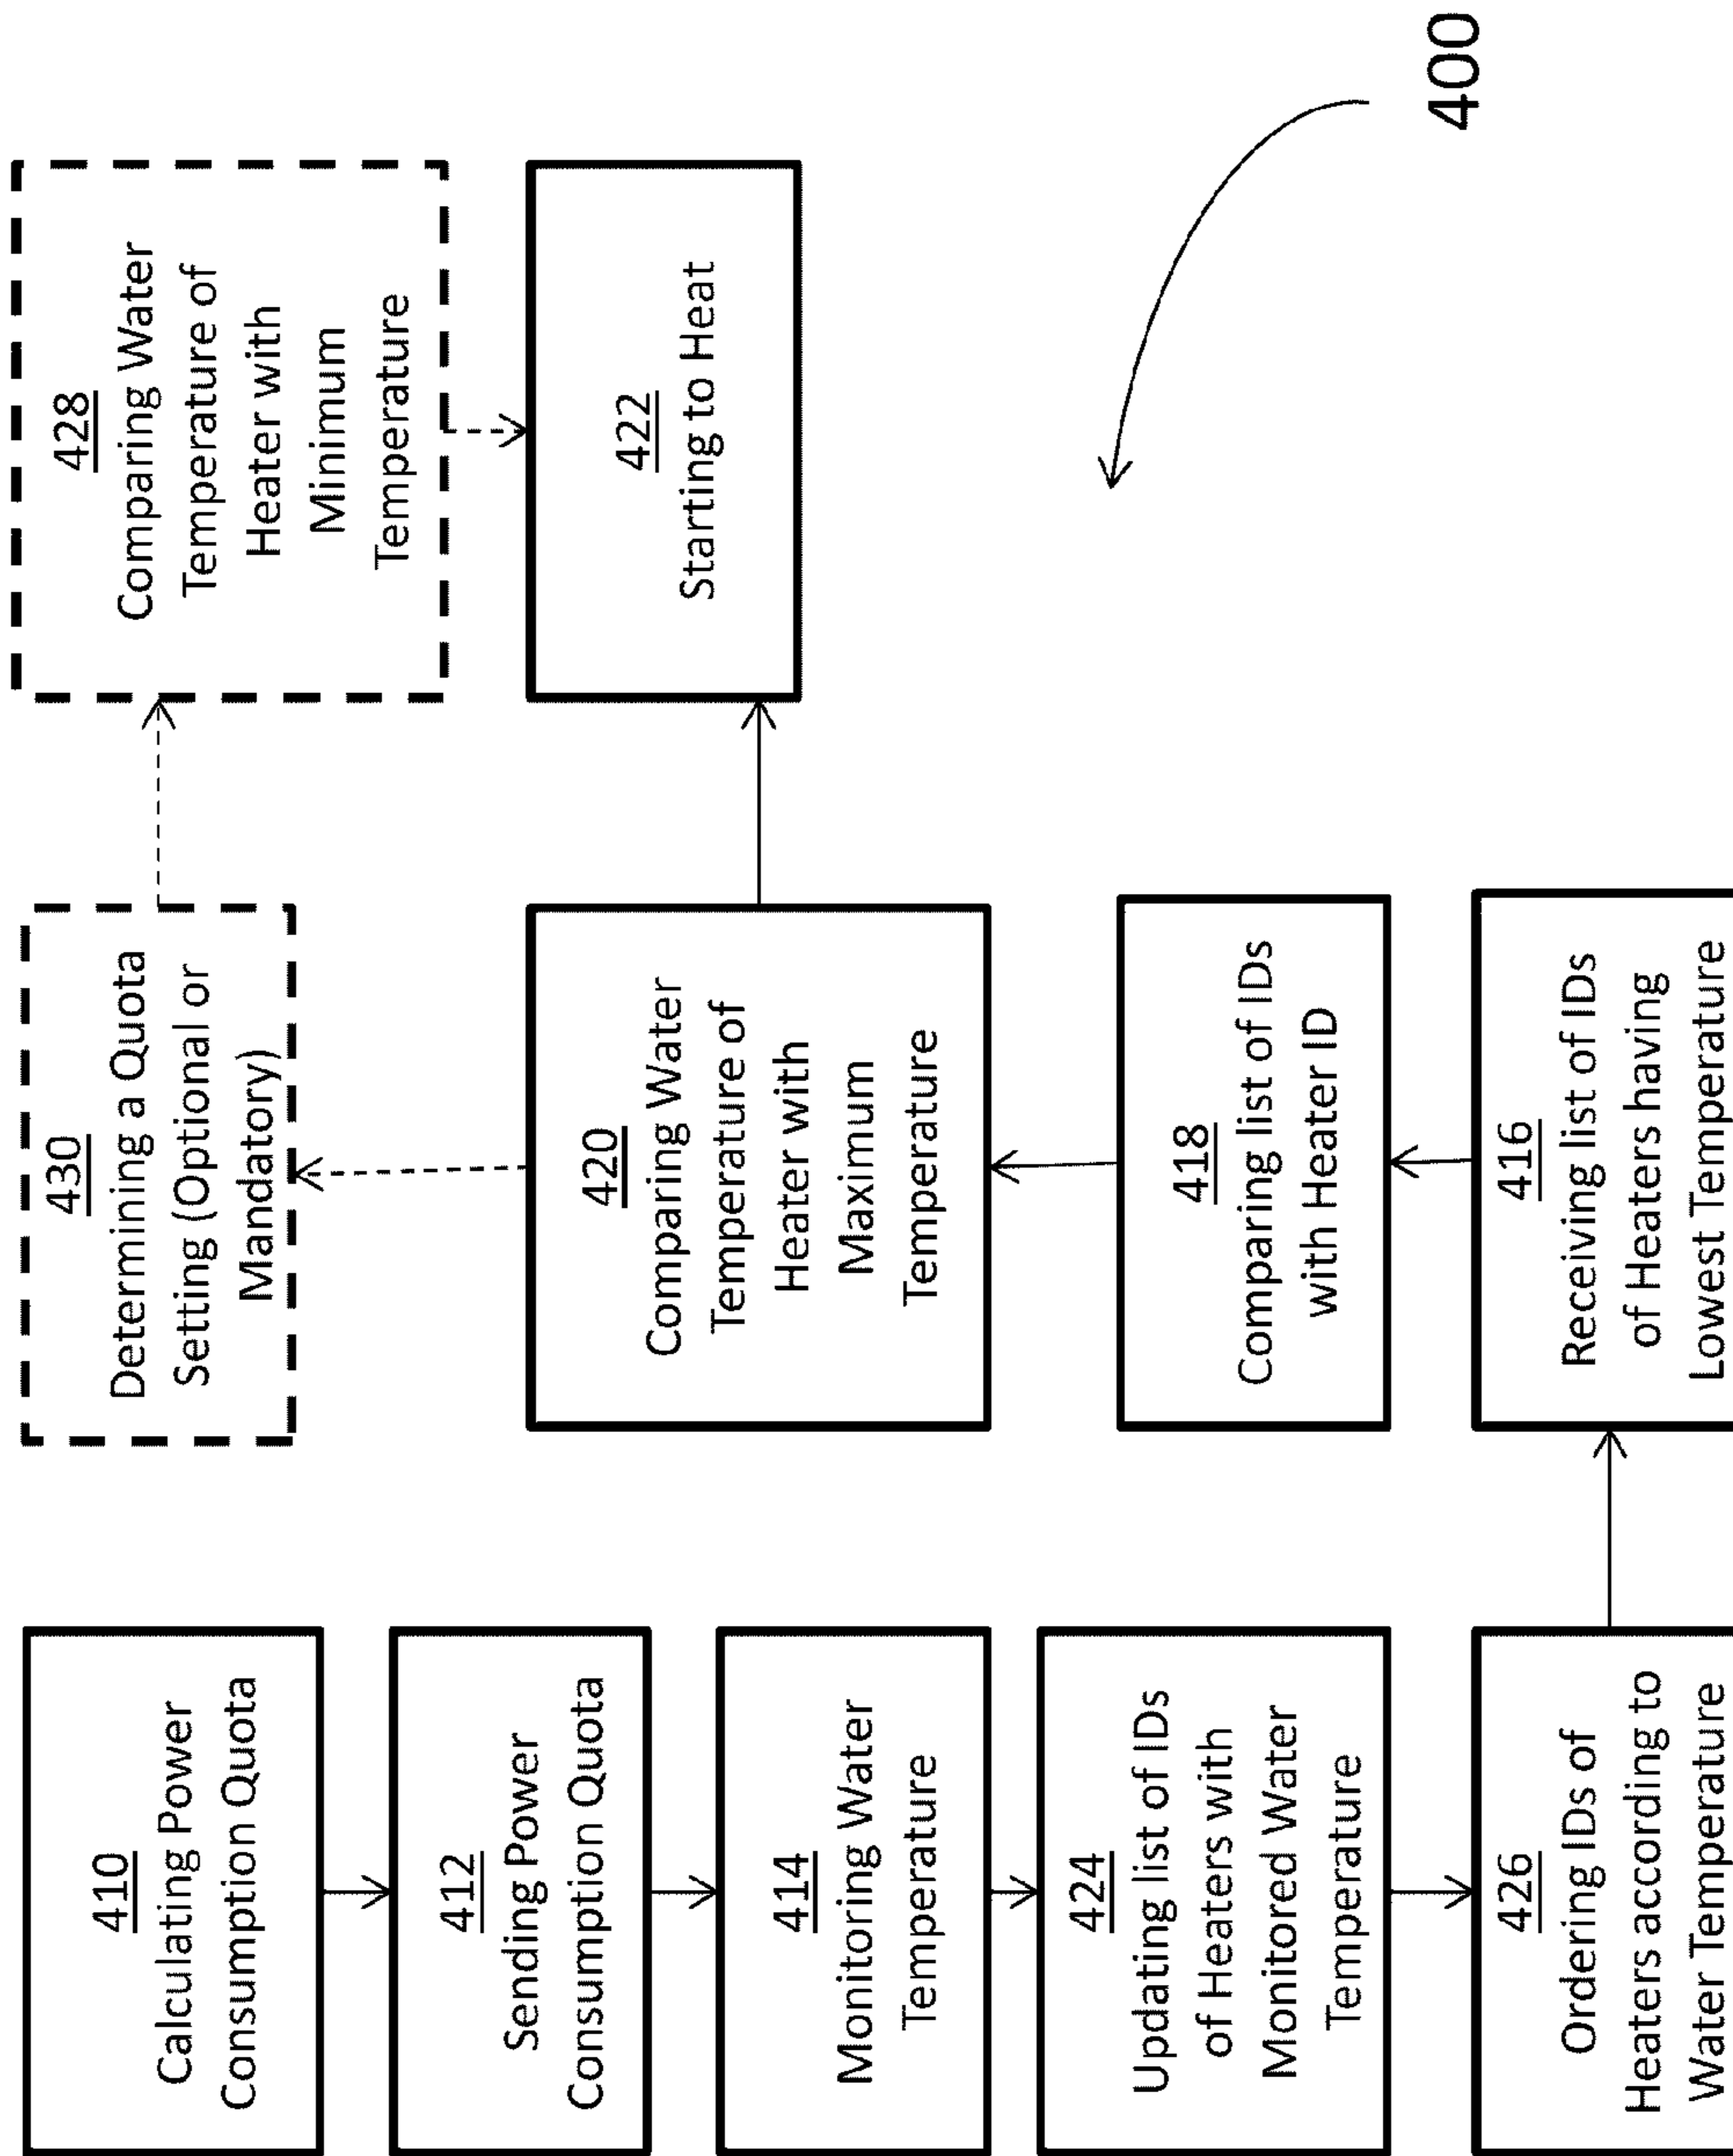 410
Calculating Power
Consumption Quota
412
Sending Power
Consumption Quota
414
Monitoring Water
Temperature
424
Updating list of IDs
of Heaters with
Monitored Water
Temperature
426
Ordering IDs of
Heaters according to
Water Temperature
430
Determining a Quota
Setting (Optional or
Mandatory)
420
Comparing Water
Temperature of
Heater with
Maximum
Temperature
418
Comparing list of IDs
with Heater ID
416
Receiving list of IDs
of Heaters having
Lowest Temperature
428
Comparing Water
Temperature of
Heater with
Minimum
Temperature
422
Starting to Heat
400